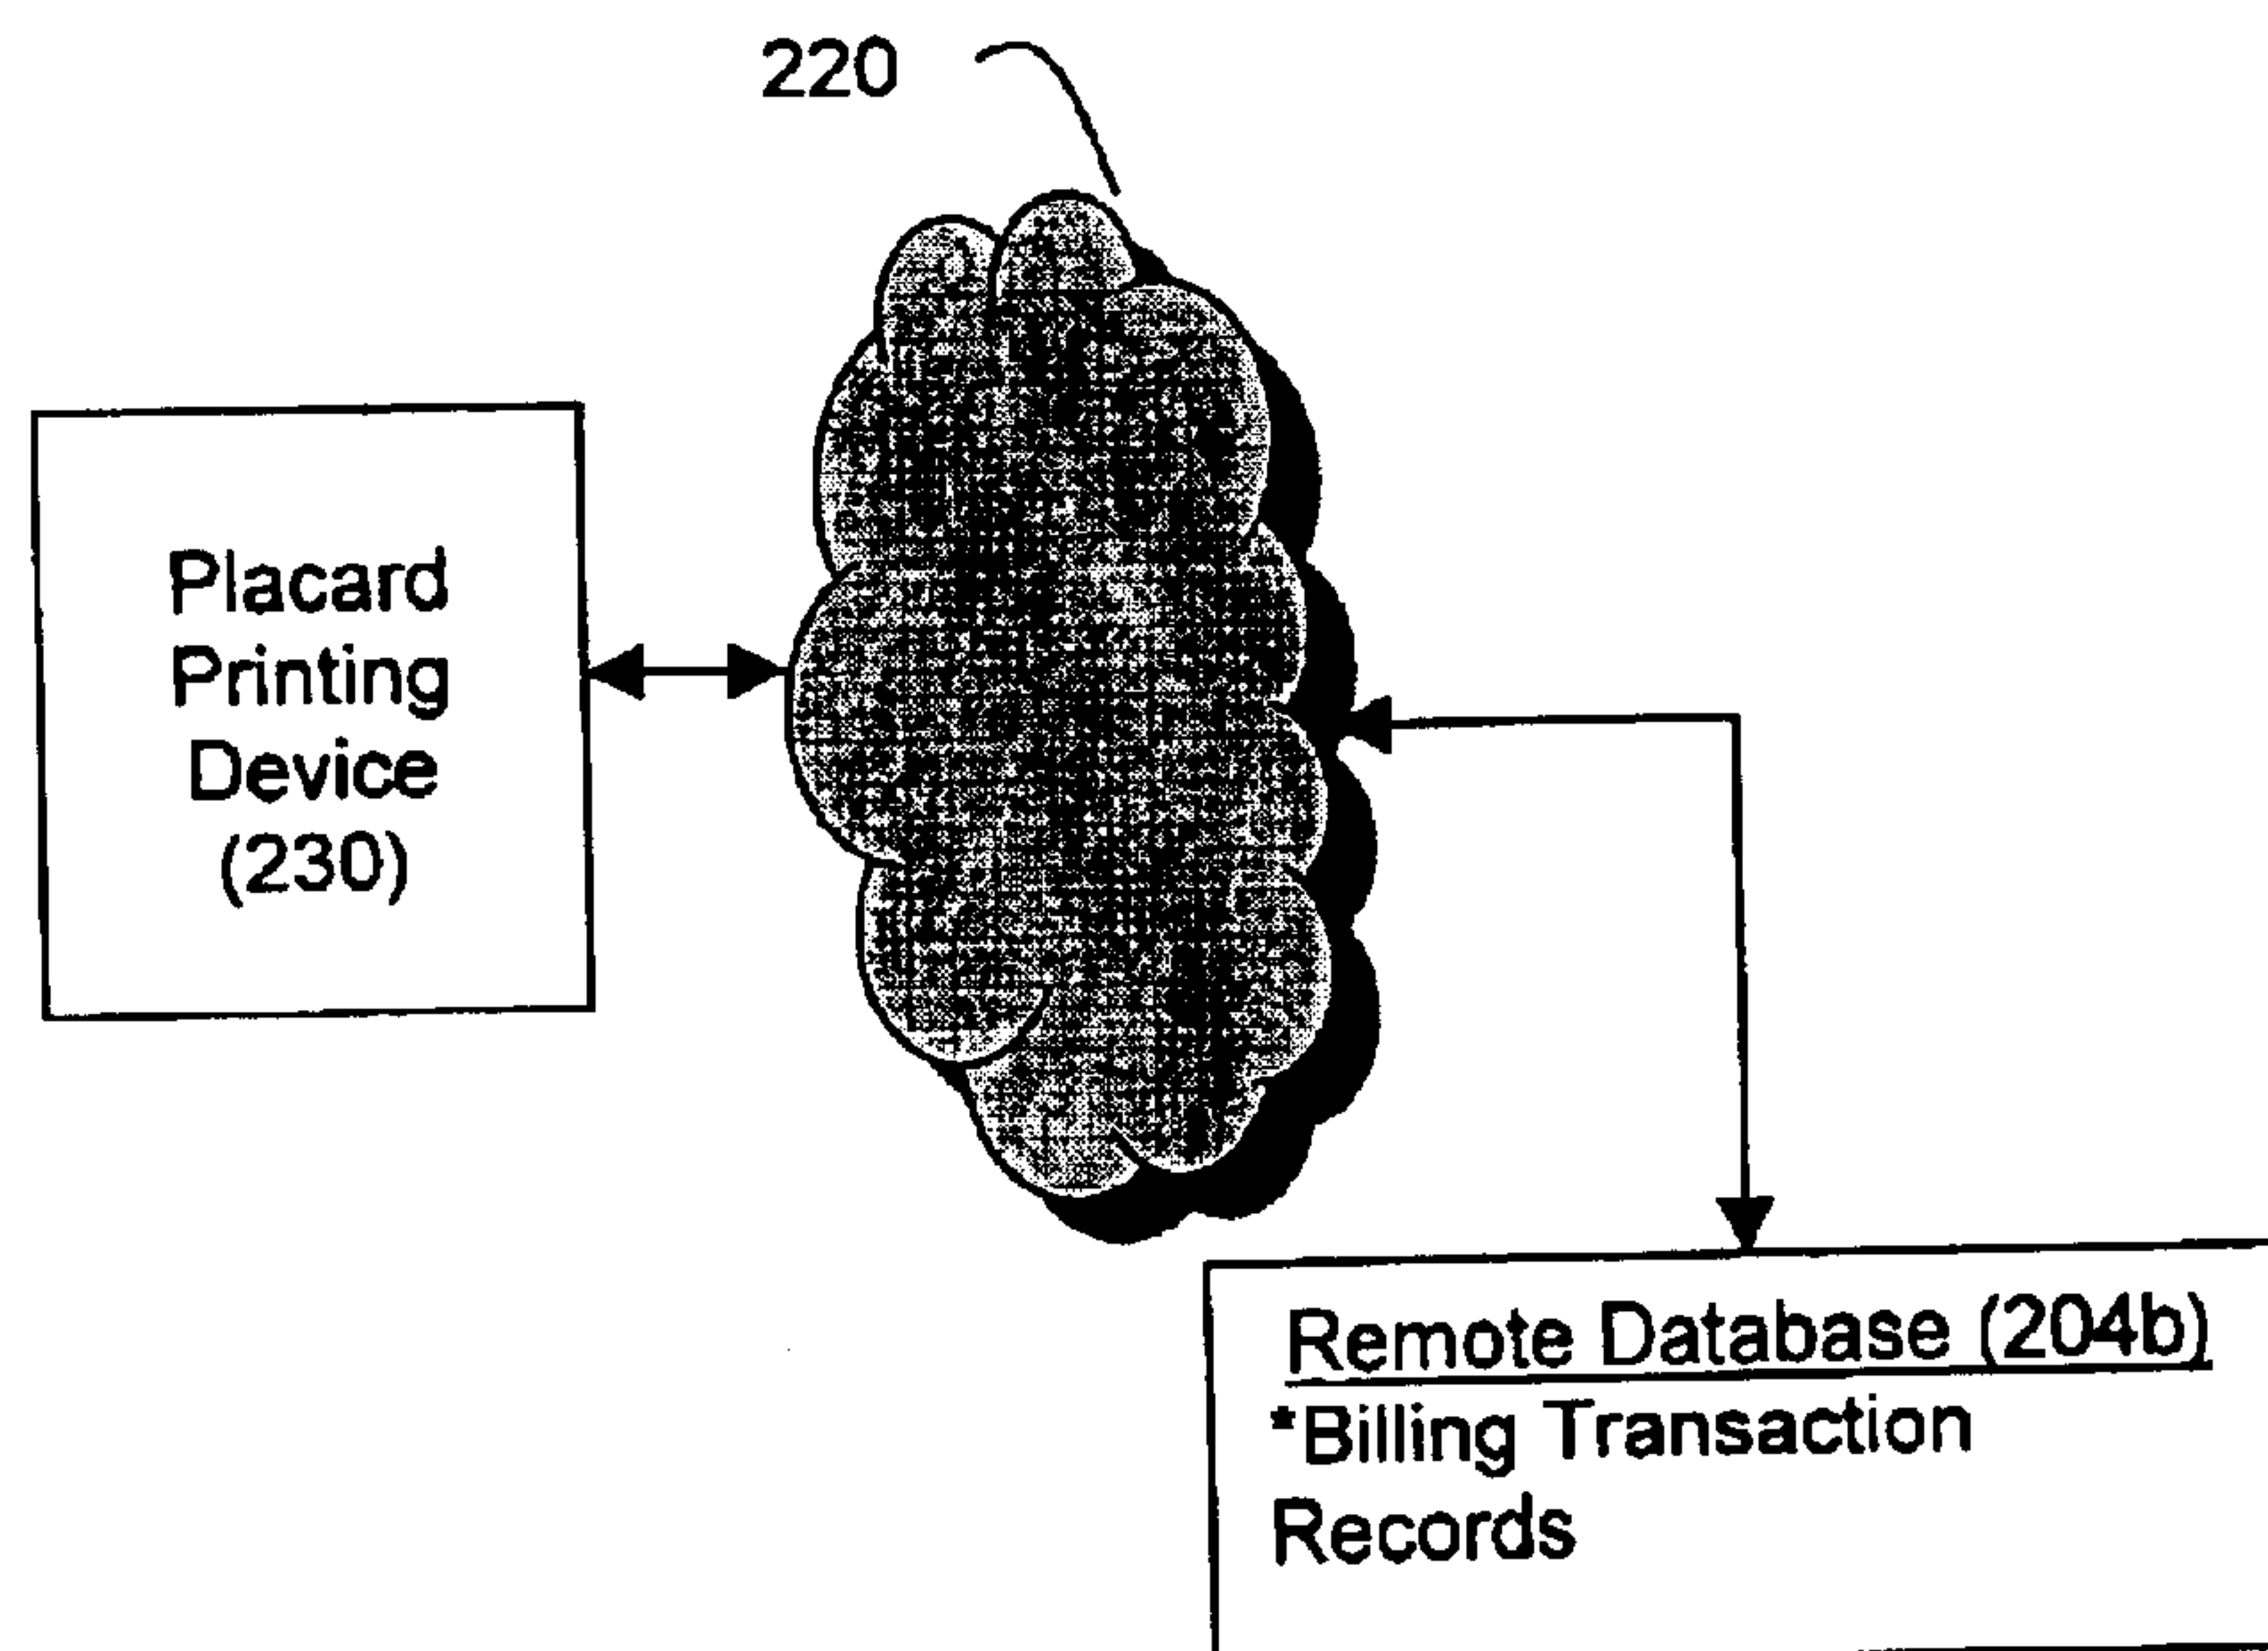 220
Placard
Printing
Device
(230)
Remote Database (204b)
*Billing Transaction
Records